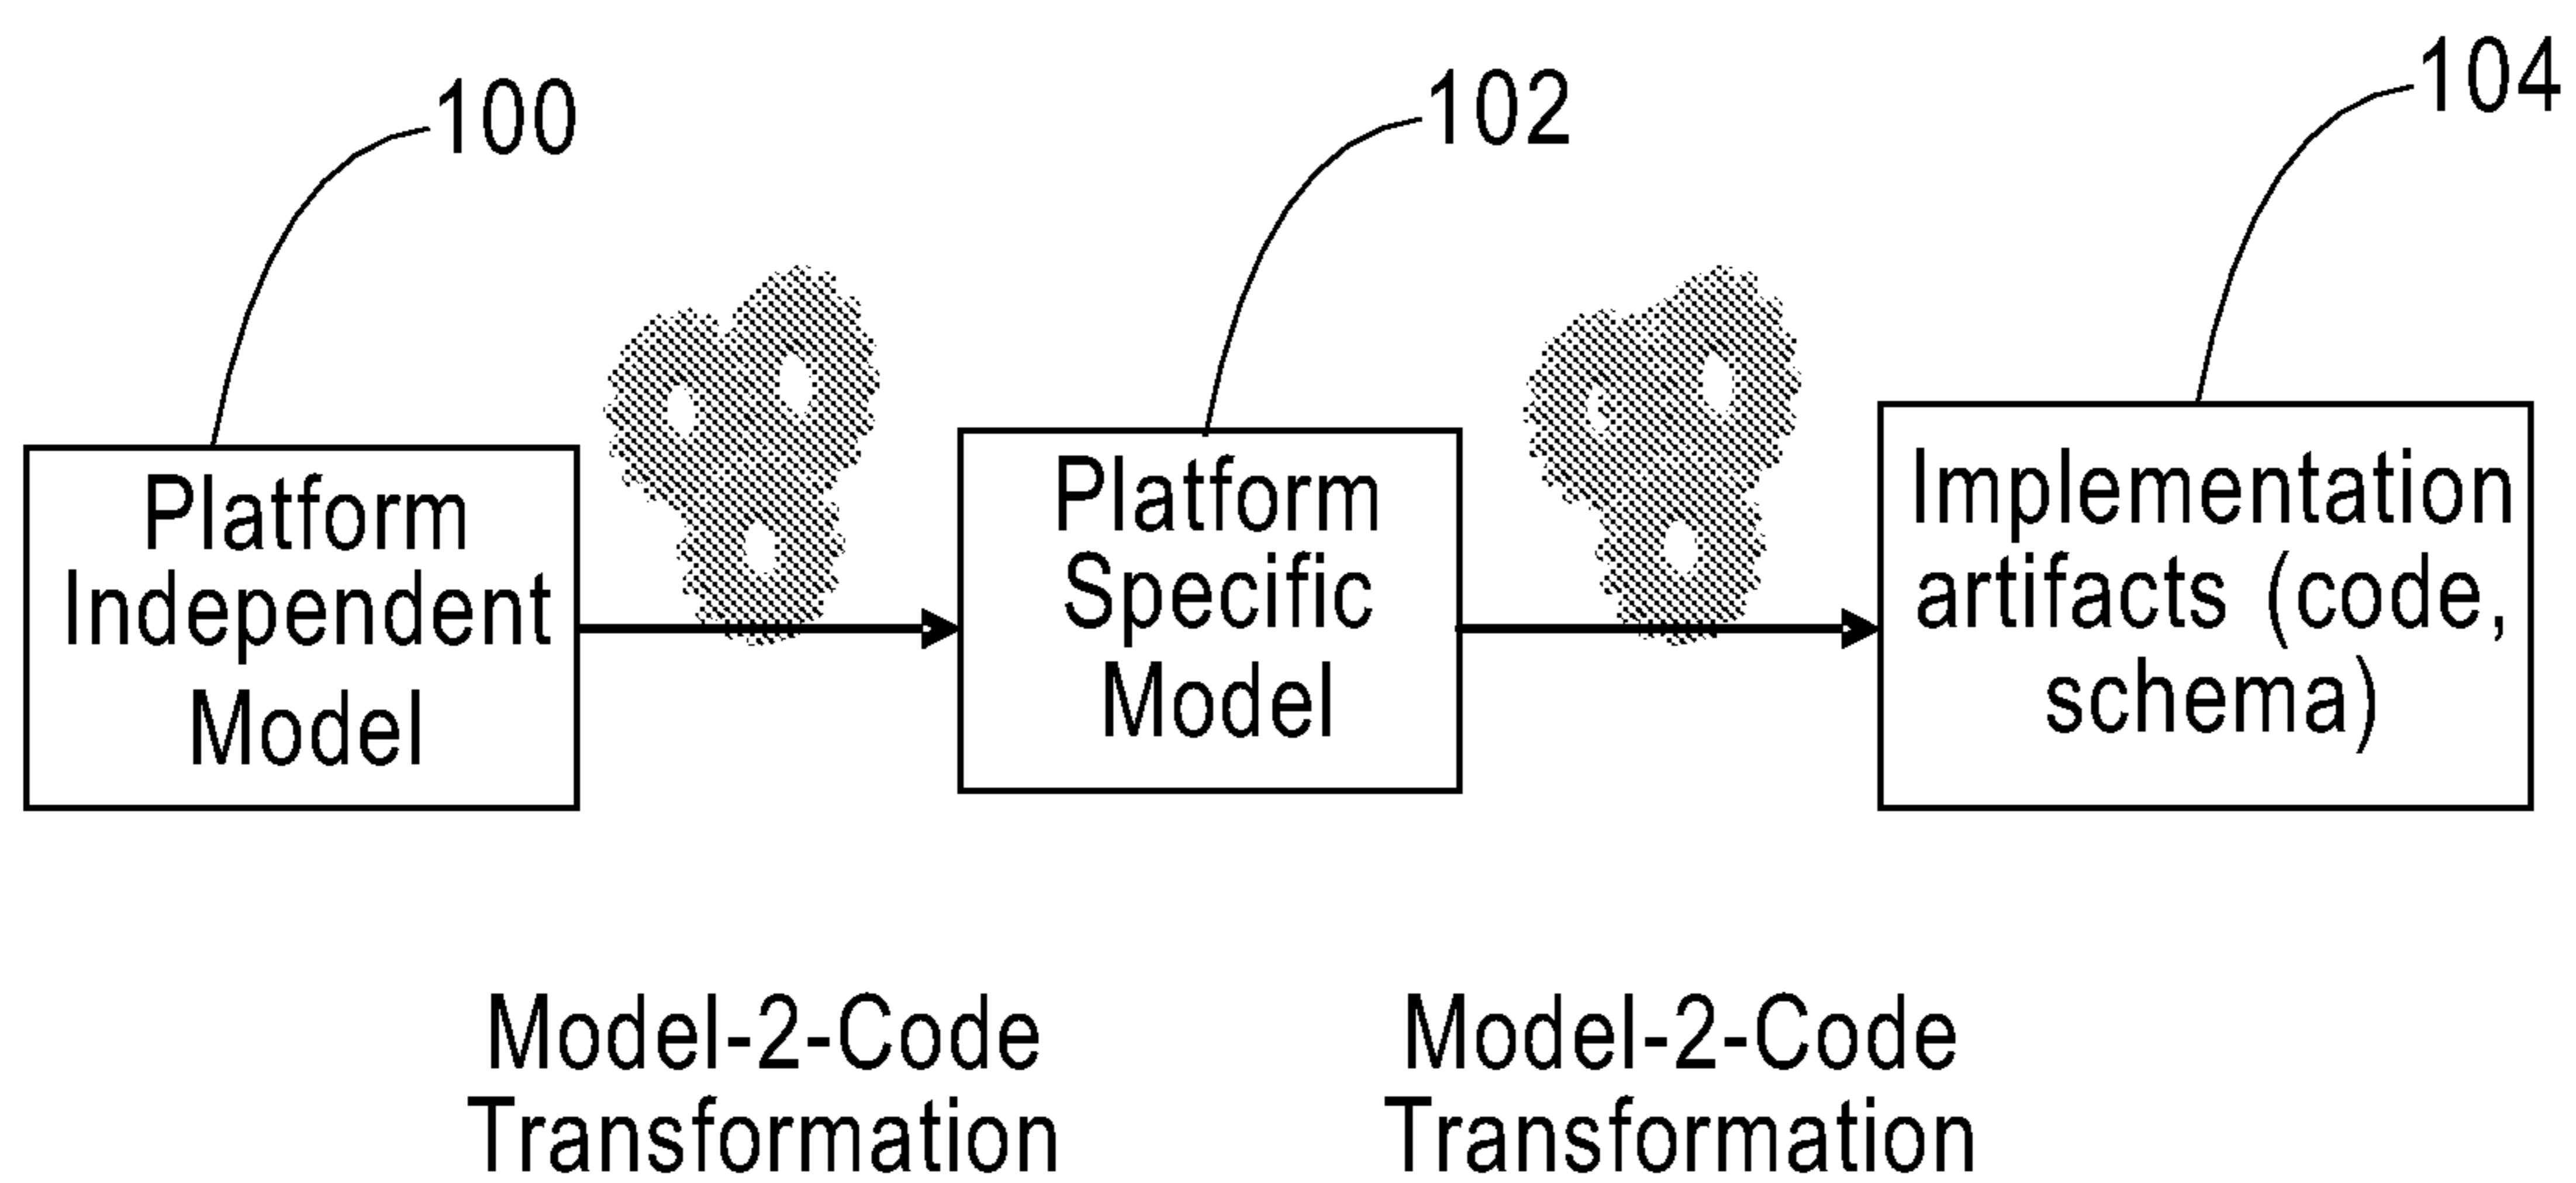 100
102
104
Platform
Independent
Model
Platform
Specific
Model
Implementation
artifacts (code,
schema)
Model-2-Code
Transformation
Model-2-Code
Transformation